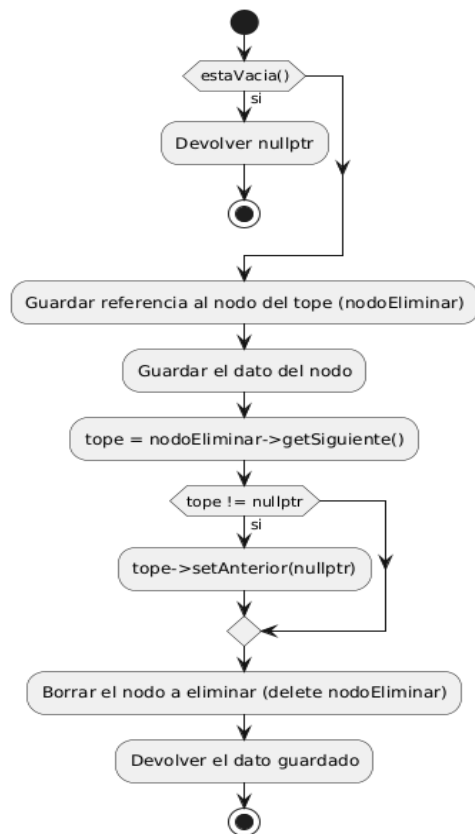 estaVacia()
si
Devolver nullptr
Guardar referencia al nodo del tope (nodoEliminar)
Guardar el dato del nodo
tope = nodoEliminar->getSiguiente()
tope != nullptr
si
tope->setAnterior(nullptr)
Borrar el nodo a eliminar (delete nodoEliminar)
Devolver el dato guardado